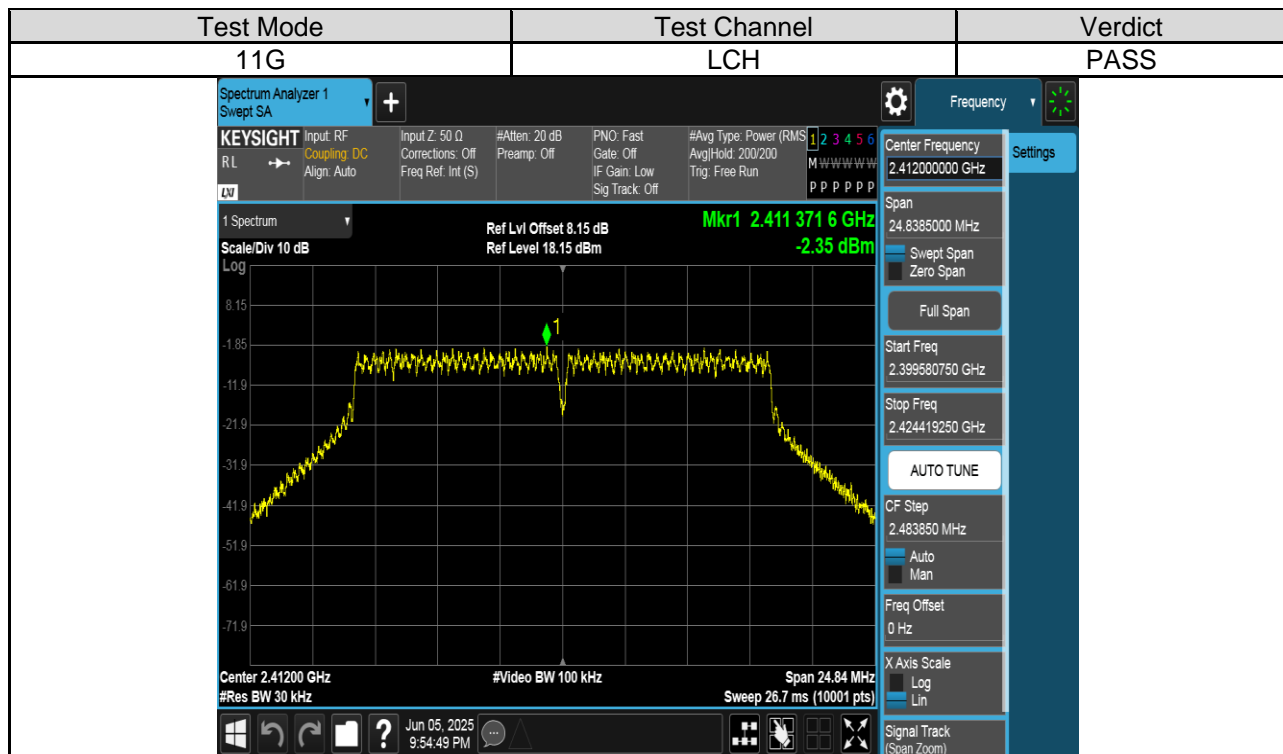 Test Mode Test Channel Verdict
11G LCH PASS
Spectrum Analyzer 1
Swept SA
+
Frequency
KEYSIGHT
R L
LXI
Input: RF
Coupling: DC
Align: Auto
Input Z: 50 Ω
Corrections: Off
Freq Ref: Int (S)
#Atten: 20 dB
Preamp: Off
PNO: Fast
Gate: Off
IF Gain: Low
Sig Track: Off
#Avg Type: Power (RMS
Avg|Hold: 200/200
Trig: Free Run
1 2 3 4 5 6
M W W W W W
P P P P P P
1 Spectrum
Scale/Div 10 dB
Log
Ref Lvl Offset 8.15 dB
Ref Level 18.15 dBm
Mkr1 2.411 371 6 GHz
-2.35 dBm
8.15
-1.85
-11.9
-21.9
-31.9
-41.9
-51.9
-61.9
-71.9
1
Center 2.41200 GHz
#Res BW 30 kHz
#Video BW 100 kHz
Span 24.84 MHz
Sweep 26.7 ms (10001 pts)
Settings
Center Frequency
2.412000000 GHz
Span
24.8385000 MHz
Swept Span
Zero Span
Full Span
Start Freq
2.399580750 GHz
Stop Freq
2.424419250 GHz
AUTO TUNE
CF Step
2.483850 MHz
Auto
Man
Freq Offset
0 Hz
X Axis Scale
Log
Lin
Signal Track
(Span Zoom)
?
Jun 05, 2025
9:54:49 PM